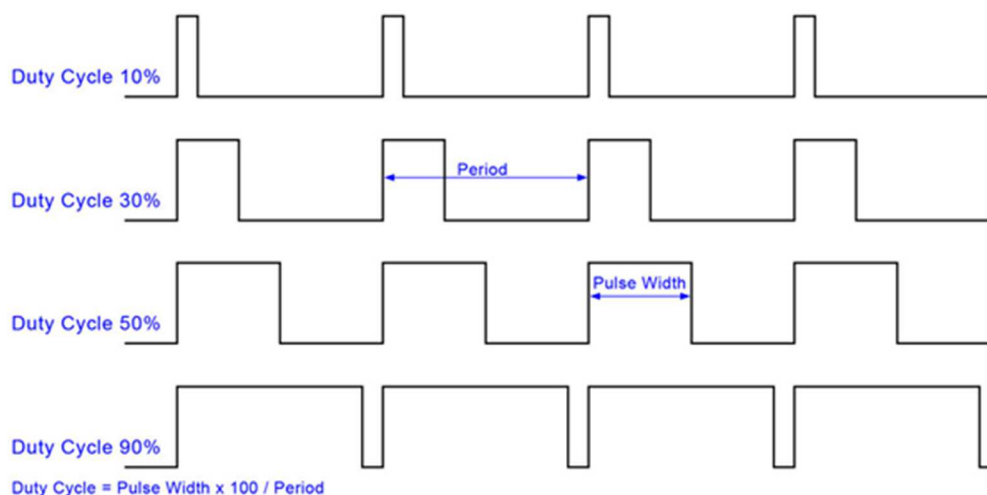 Duty Cycle 10%
Period
Duty Cycle 30%
Pulse Width
Duty Cycle 50%
Duty Cycle 90%
Duty Cycle = Pulse Width x 100 / Period